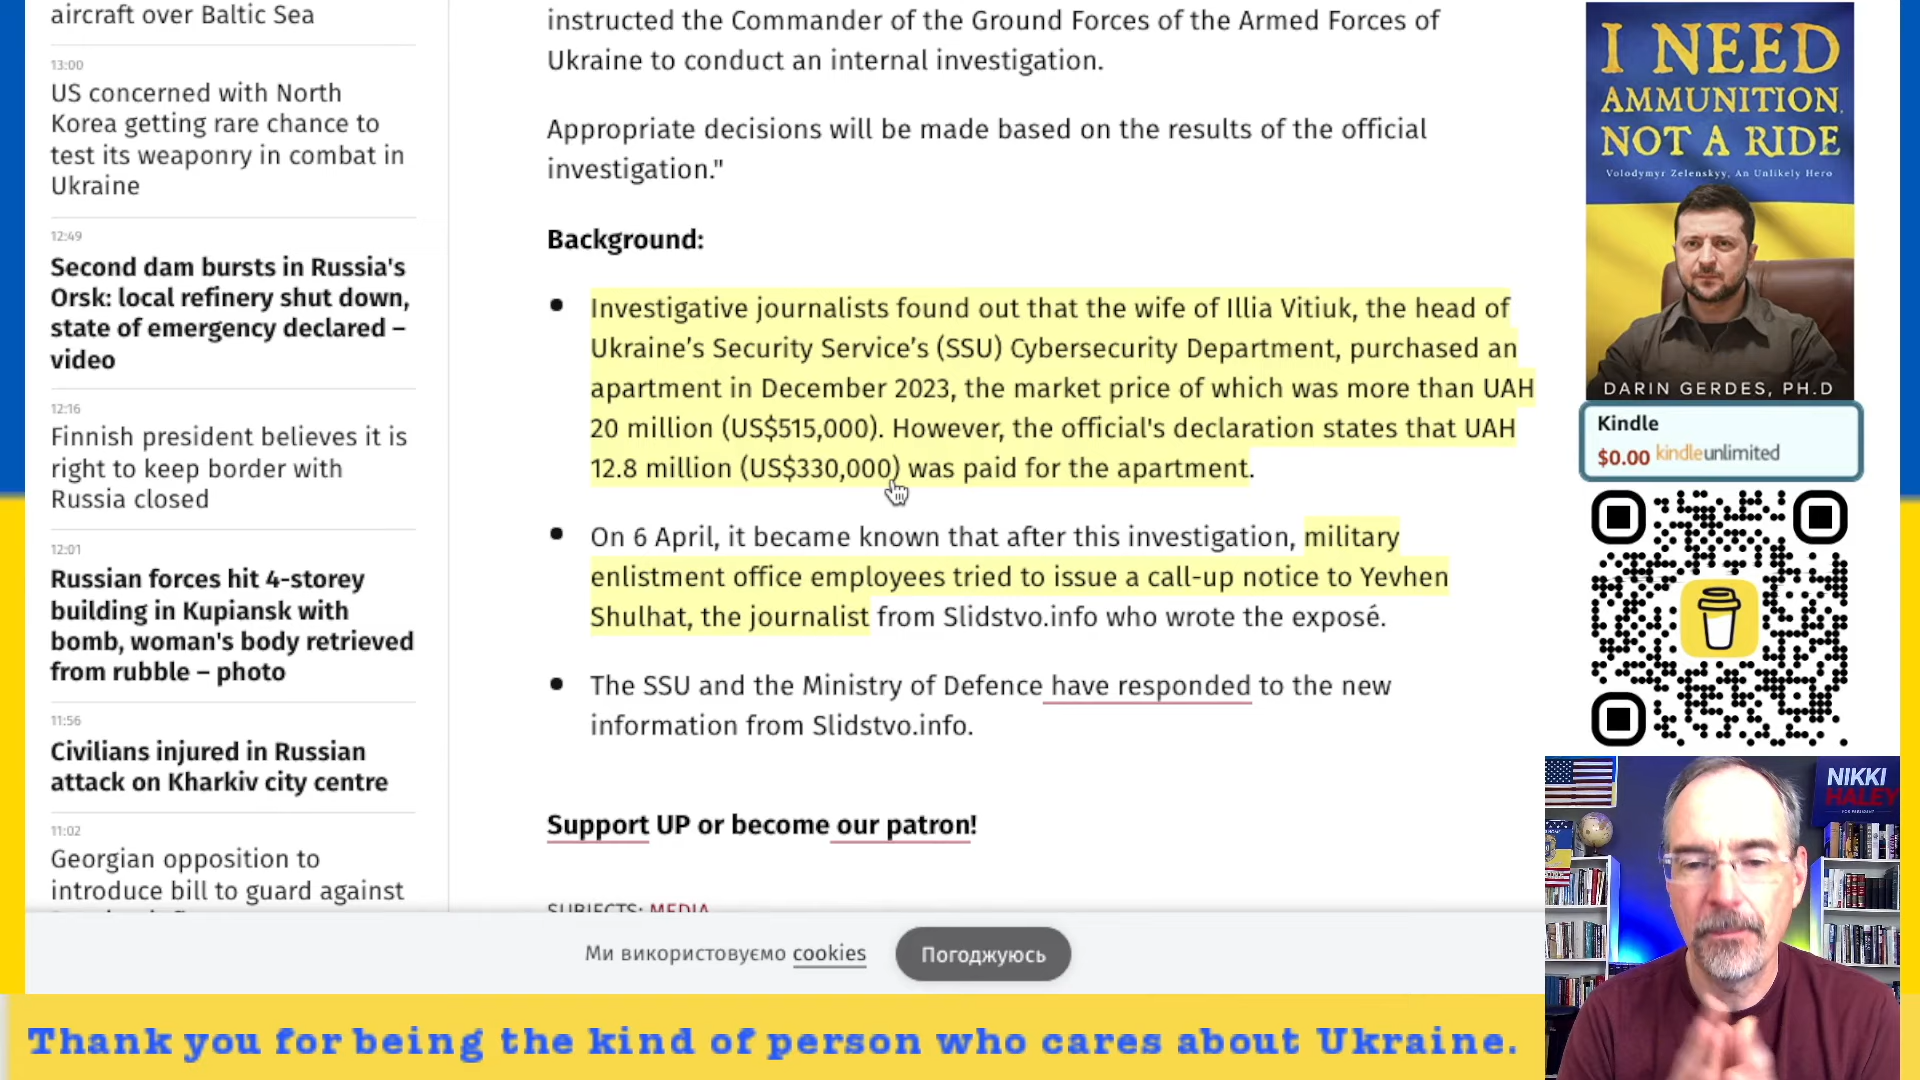 aircraft over Baltic Sea
13:00
US concerned with North
Korea getting rare chance to
test its weaponry in combat in
Ukraine
12:49
Second dam bursts in Russia's
Orsk: local refinery shut down,
state of emergency declared –
video
12:16
Finnish president believes it is
right to keep border with
Russia closed
12:01
Russian forces hit 4-storey
building in Kupiansk with
bomb, woman's body retrieved
from rubble – photo
11:56
Civilians injured in Russian
attack on Kharkiv city centre
11:02
Georgian opposition to
introduce bill to guard against
instructed the Commander of the Ground Forces of the Armed Forces of
Ukraine to conduct an internal investigation.
Appropriate decisions will be made based on the results of the official
investigation."
Background:
Investigative journalists found out that the wife of Illia Vitiuk, the head of
Ukraine’s Security Service’s (SSU) Cybersecurity Department, purchased an
apartment in December 2023, the market price of which was more than UAH
20 million (US$515,000). However, the official's declaration states that UAH
12.8 million (US$330,000) was paid for the apartment.
On 6 April, it became known that after this investigation, military
enlistment office employees tried to issue a call-up notice to Yevhen
Shulhat, the journalist from Slidstvo.info who wrote the exposé.
The SSU and the Ministry of Defence have responded to the new
information from Slidstvo.info.
Support UP or become our patron!
SUBJECTS: MEDIA
Ми використовуємо cookies
Погоджуюсь
I NEED
AMMUNITION,
NOT A RIDE
Volodymyr Zelenskyy, An Unlikely Hero
DARIN GERDES, PH.D
Kindle
$0.00 kindleunlimited
NIKKI
HALEY
Thank you for being the kind of person who cares about Ukraine.